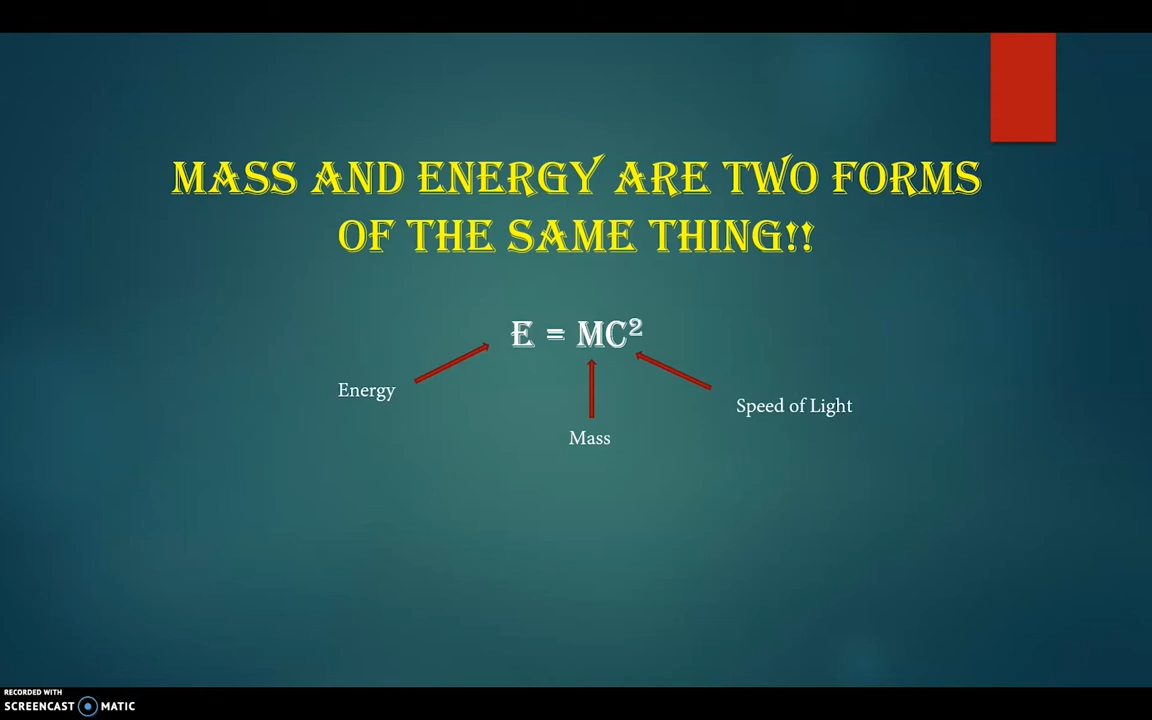 MASS AND ENERGY ARE TWO FORMS
OF THE SAME THING!!
E = MC²
Energy
Speed of Light
Mass
RECORDED WITH
SCREENCAST MATIC